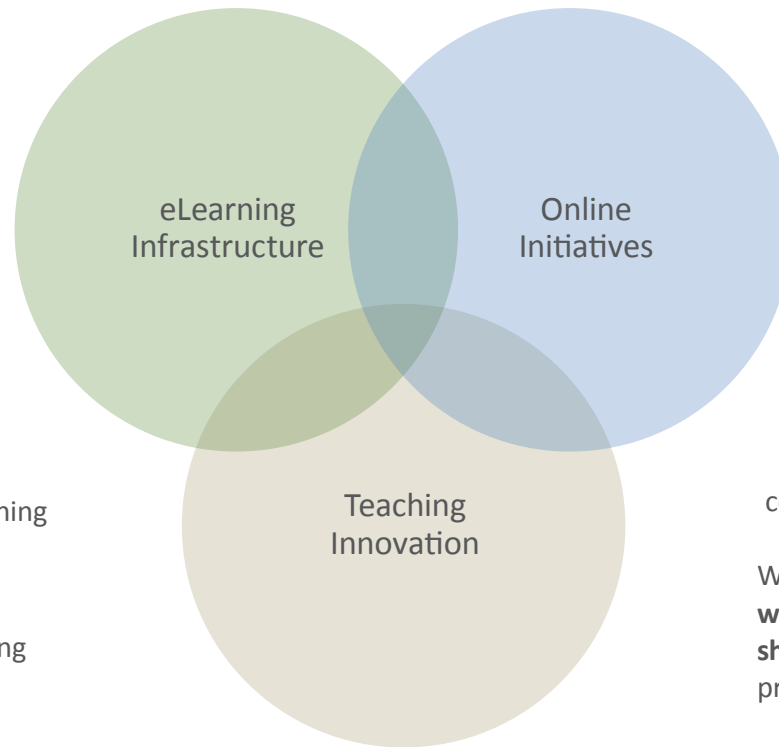 eLearning
Infrastructure
Online
Initiatives
Teaching
Innovation